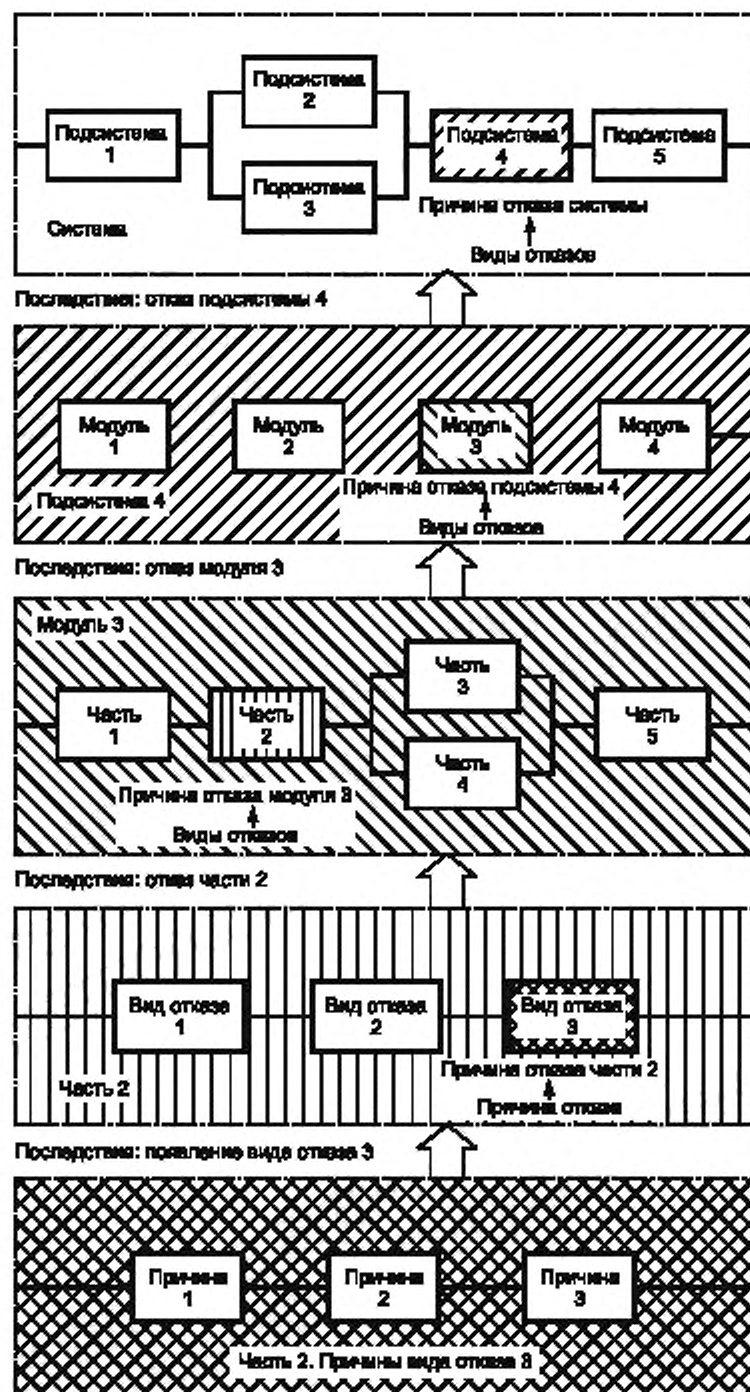 Подсистема
2
Подсистема
1
Подсистема
4
Подсистема
5
Подсистема
3
Причина отказа системы
Система
Виды отказов
Последствия: отказ подсистемы 4
Модуль
1
Модуль
2
Модуль
3
Модуль
4
Причина отказа подсистемы 4
Подсистема 4
Виды отказов
Последствия: отказ модуля 3
Модуль 3
Часть
3
Часть
1
Часть
2
Часть
5
Часть
4
Причина отказа модуля 3
Виды отказов
Последствия: отказ части 2
Вид отказа
1
Вид отказа
2
Вид отказа
3
Причина отказа части 2
Часть 2
Причина отказа
Последствия: появление вида отказа 3
Причина
1
Причина
2
Причина
3
Часть 2. Причины вида отказа 3